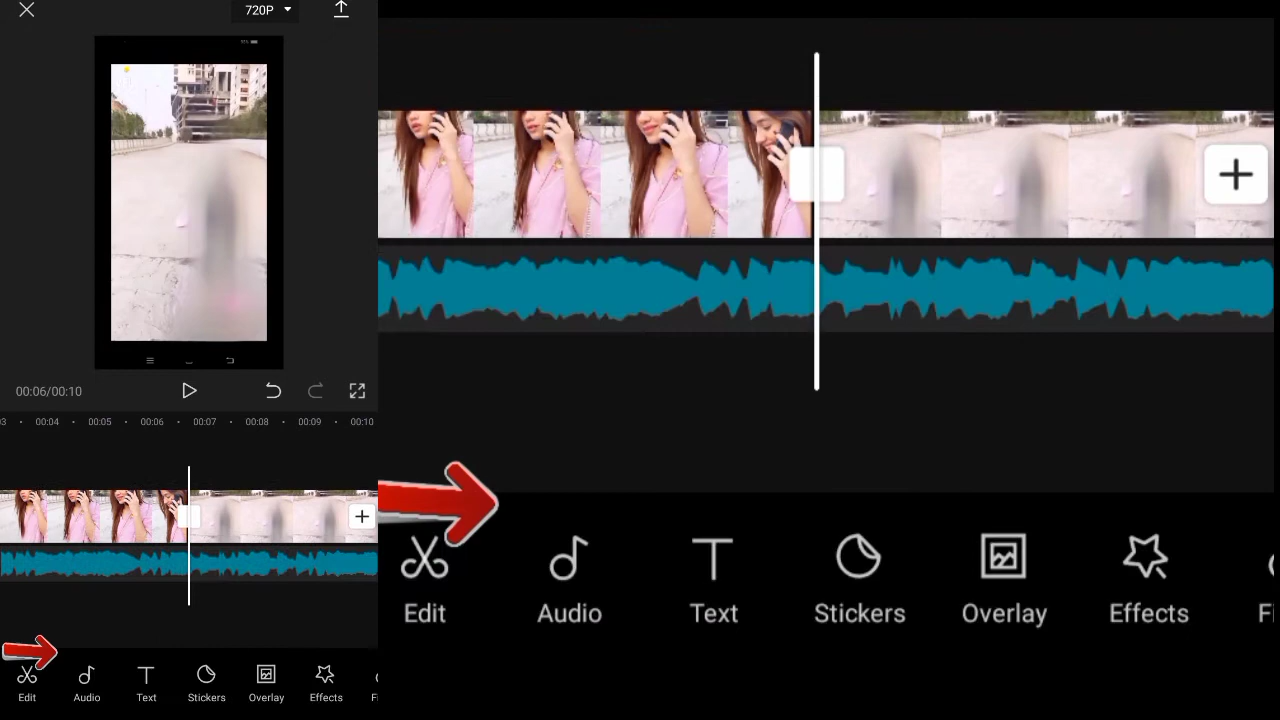 720P
00:06/00:10
00:04 00:05 00:06 00:07 00:08 00:09 00:10
Edit Audio Text Stickers Overlay Effects
Edit Audio Text Stickers Overlay Effects